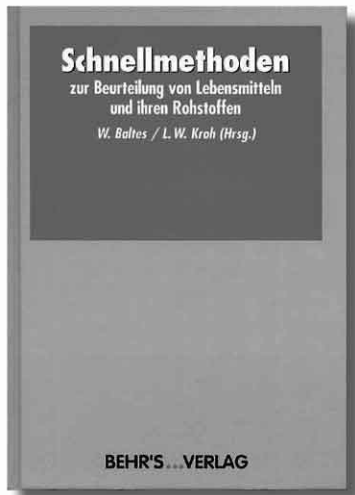 Schnellmethoden
zur Beurteilung von Lebensmitteln
und ihren Rohstoffen
W. Baltes / L. W. Kroh (Hrsg.)
BEHR'S...VERLAG